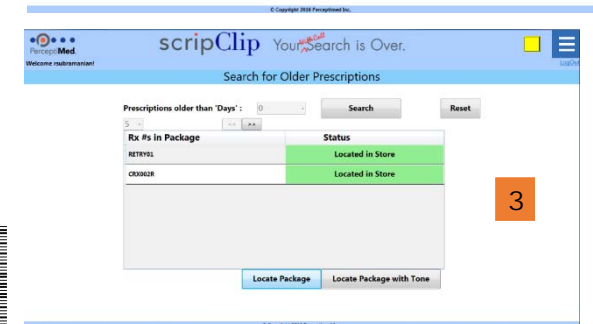 © Copyright 2018 Perceptimed Inc.
PerceptiMed.
scripClip Your WillCall Search is Over.
Welcome rsubramanian!
LogOut
Search for Older Prescriptions
Prescriptions older than 'Days' : 0 Search Reset
5 << >>
Rx #s in Package Status
RETRY01 Located in Store
CRX002R Located in Store
3
Locate Package Locate Package with Tone